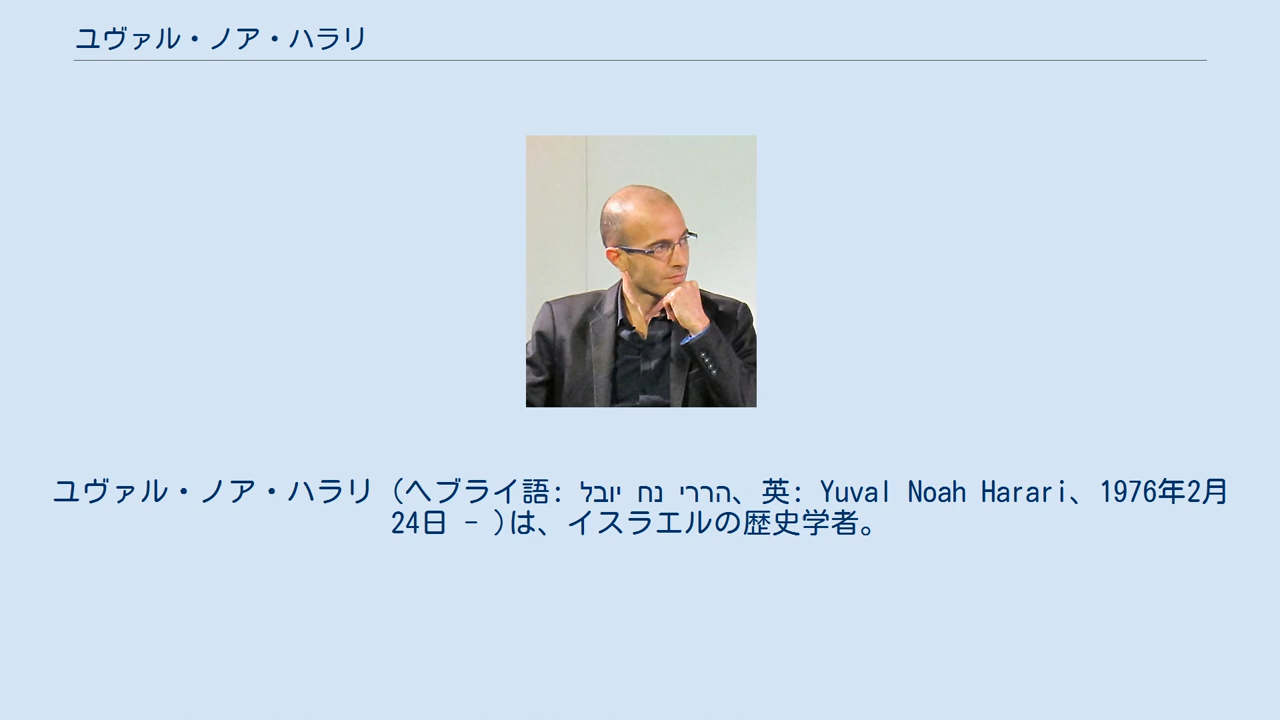 ユヴァル・ノア・ハラリ
ユヴァル・ノア・ハラリ (ヘブライ語: יובל נח הררי、英: Yuval Noah Harari、1976年2月
24日 - )は、イスラエルの歴史学者。